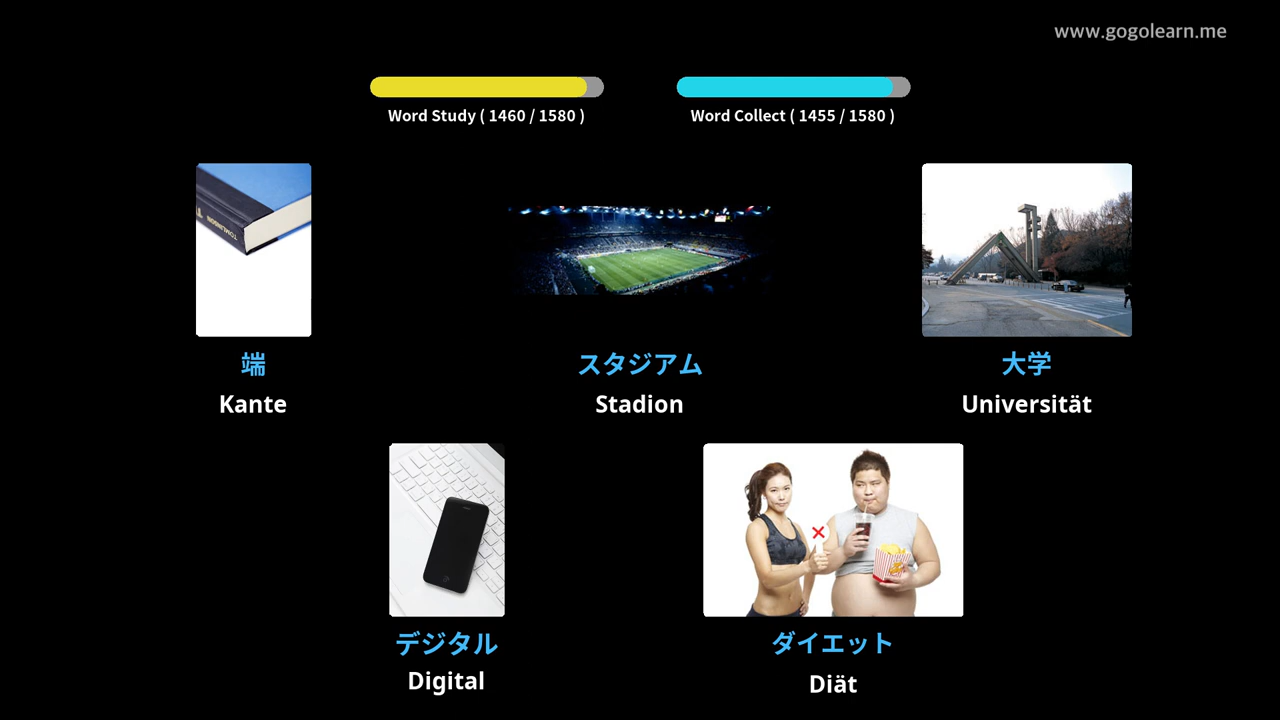 www.gogolearn.me
Word Study ( 1460 / 1580 )
Word Collect ( 1455 / 1580 )
TOMLINSON
端
Kante
スタジアム
Stadion
大学
Universität
デジタル
Digital
ダイエット
Diät